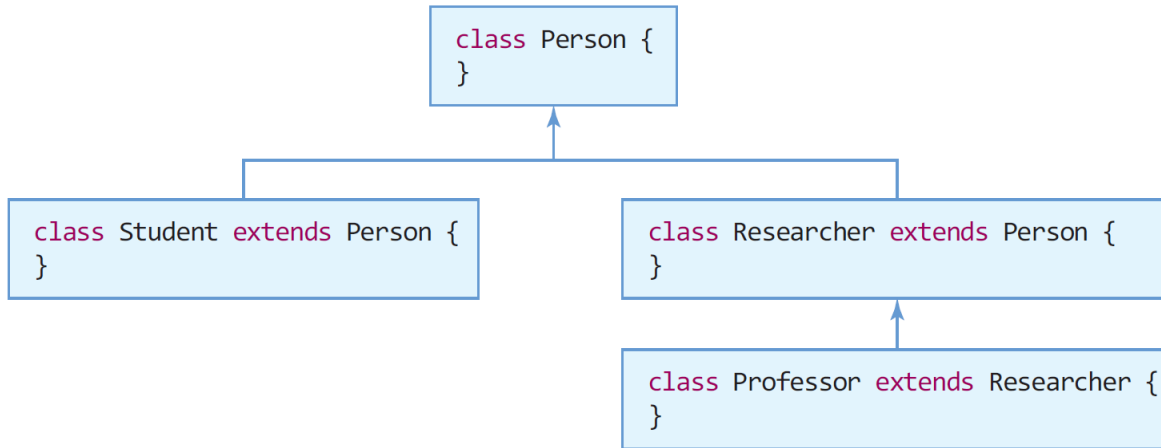 class Person {
}
class Student extends Person {
}
class Researcher extends Person {
}
class Professor extends Researcher {
}